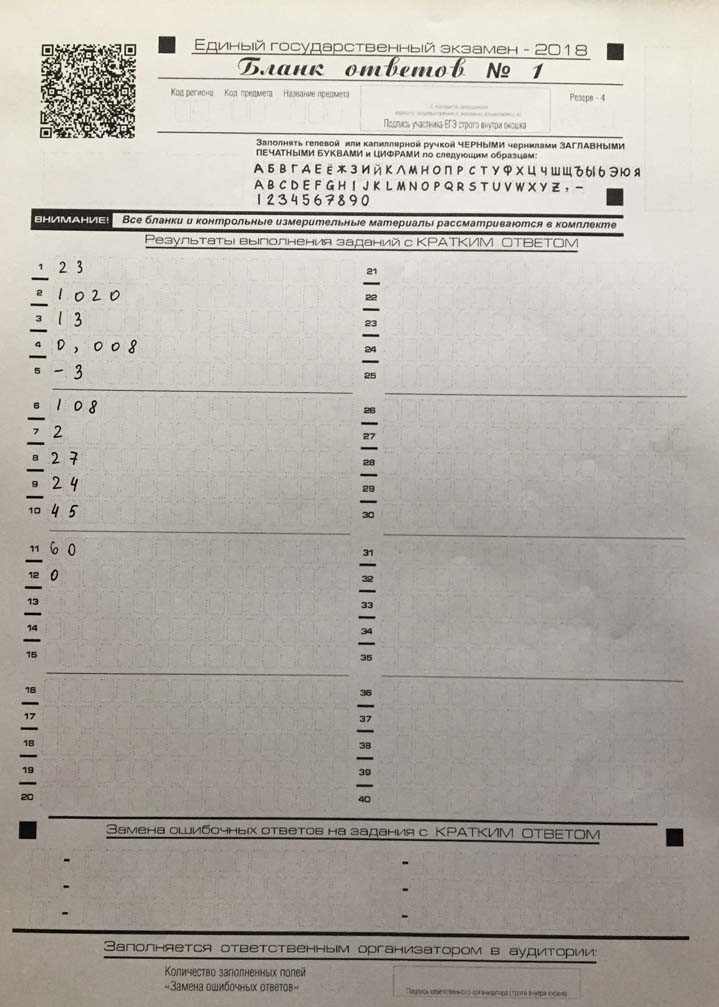 Единый государственный экзамен - 2018
Бланк ответов № 1
Код региона Код предмета Название предмета
Резерв - 4
Подпись участника ЕГЭ строго внутри окошка
Заполнять гелевой или капиллярной ручкой ЧЕРНЫМИ чернилами ЗАГЛАВНЫМИ
ПЕЧАТНЫМИ БУКВАМИ и ЦИФРАМИ по следующим образцам:
АБВГДЕЁЖЗИЙКЛМНОПРСТУФХЦЧШЩЪЫЬЭЮЯ
ABCDEFGHIJKLMNOPQRSTUVWXYZ,-
1234567890
ВНИМАНИЕ! Все бланки и контрольные измерительные материалы рассматриваются в комплекте
Результаты выполнения заданий с КРАТКИМ ОТВЕТОМ
1 23
2 1020
3 13
4 0,008
5 -3
6 108
7 2
8 27
9 24
10 45
11 60
12 0
13
14
15
16
17
18
19
20
21
22
23
24
25
26
27
28
29
30
31
32
33
34
35
36
37
38
39
40
Замена ошибочных ответов на задания с КРАТКИМ ОТВЕТОМ
- -
- -
- -
Заполняется ответственным организатором в аудитории:
Количество заполненных полей
«Замена ошибочных ответов»
Подпись ответственного организатора строго внутри окошка